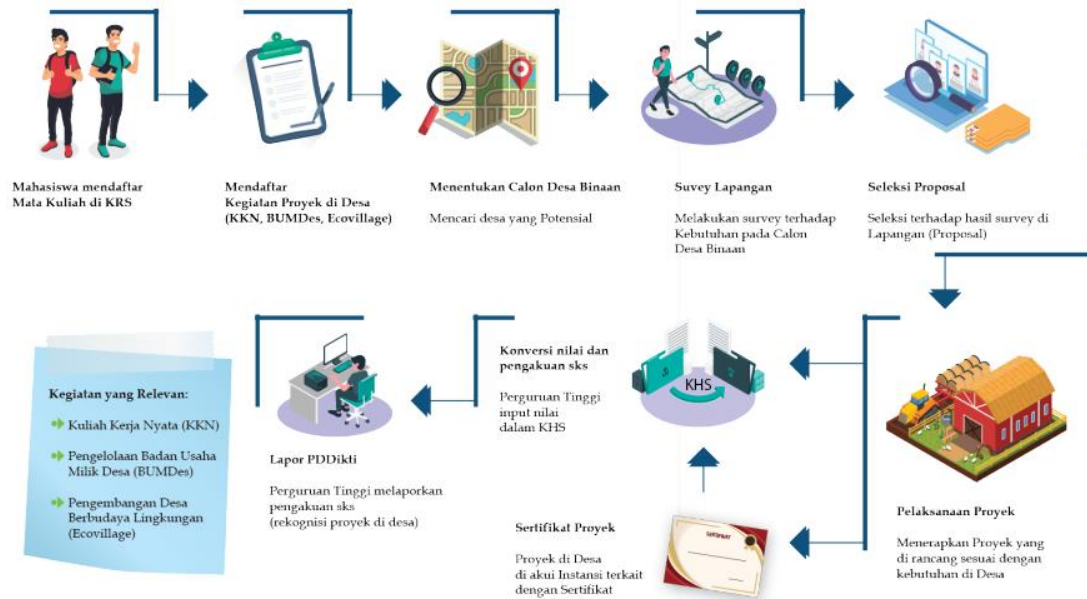 Mahasiswa mendaftar
Mata Kuliah di KRS
Mendaftar
Kegiatan Proyek di Desa
(KKN, BUMDes, Ecovillage)
Menentukan Calon Desa Binaan
Mencari desa yang Potensial
Suvey Lapangan
Melakukan survey terhadap
Kebutuhan pada Calon
Desa Binaan
Seleksi Proposal
Seleksi terhadap hasil survey di
Lapangan (Proposal)
Pelaksanaan Proyek
Menerapkan Proyek yang
di rancang sesuai dengan
kebutuhan di Desa
KHS
Konversi nilai dan
pengakuan sks
Perguruan Tinggi
input nilai
dalam KHS
SERTIFIKAT
Sertifikat Proyek
Proyek di Desa
di akui Instansi terkait
dengan Sertifikat
Lapor PDDikti
Perguruan Tinggi melaporkan
pengakuan sks
(rekognisi proyek di desa)
Kegiatan yang Relevan:
Kuliah Kerja Nyata (KKN)
Pengelolaan Badan Usaha
Milik Desa (BUMDes)
Pengembangan Desa
Berbudaya Lingkungan
(Ecovillage)